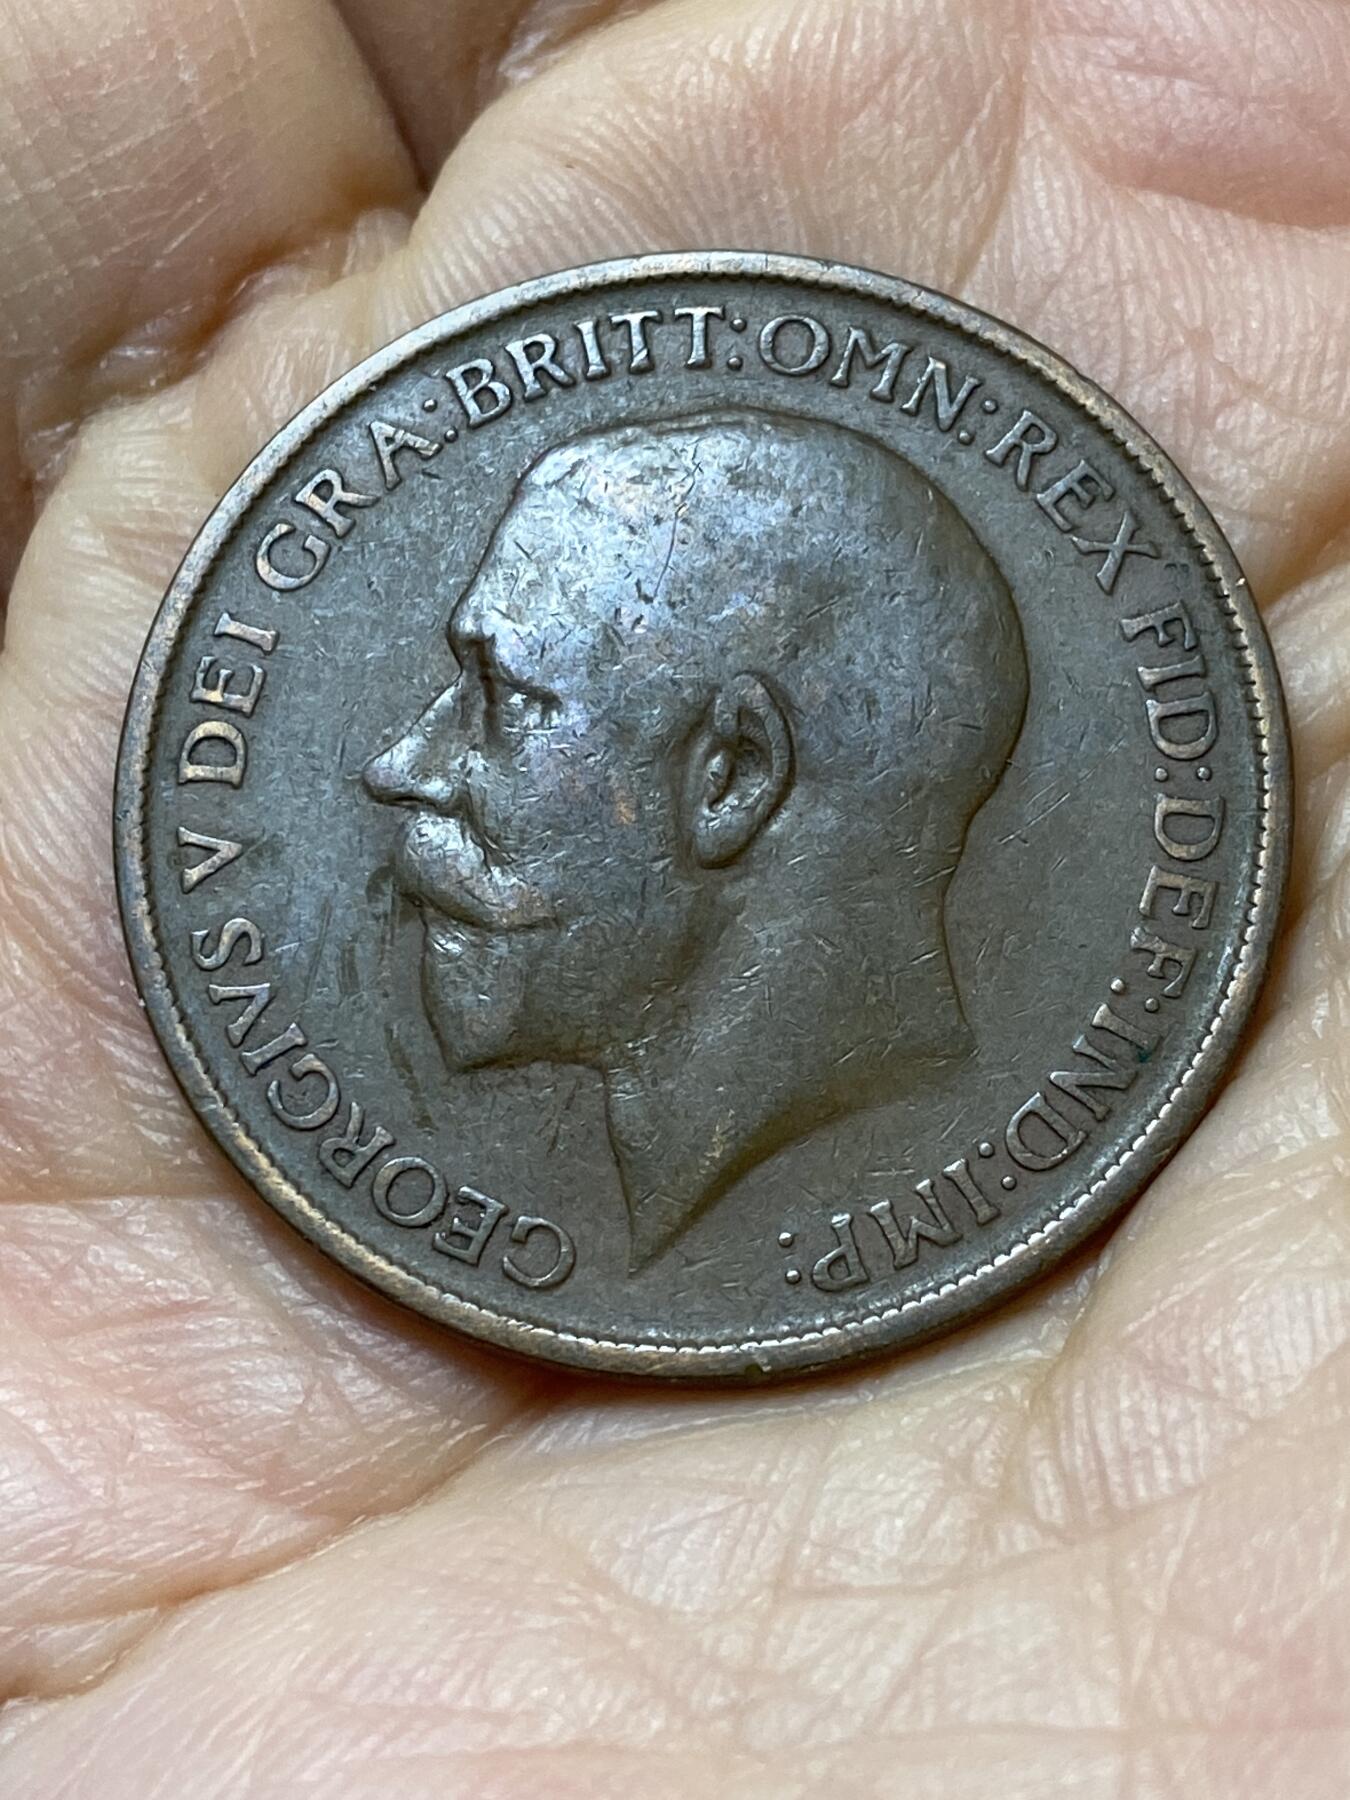 GEORGIVS V DEI GRA: BRITT: OMN: REX FID: DEF: IND: IMP: